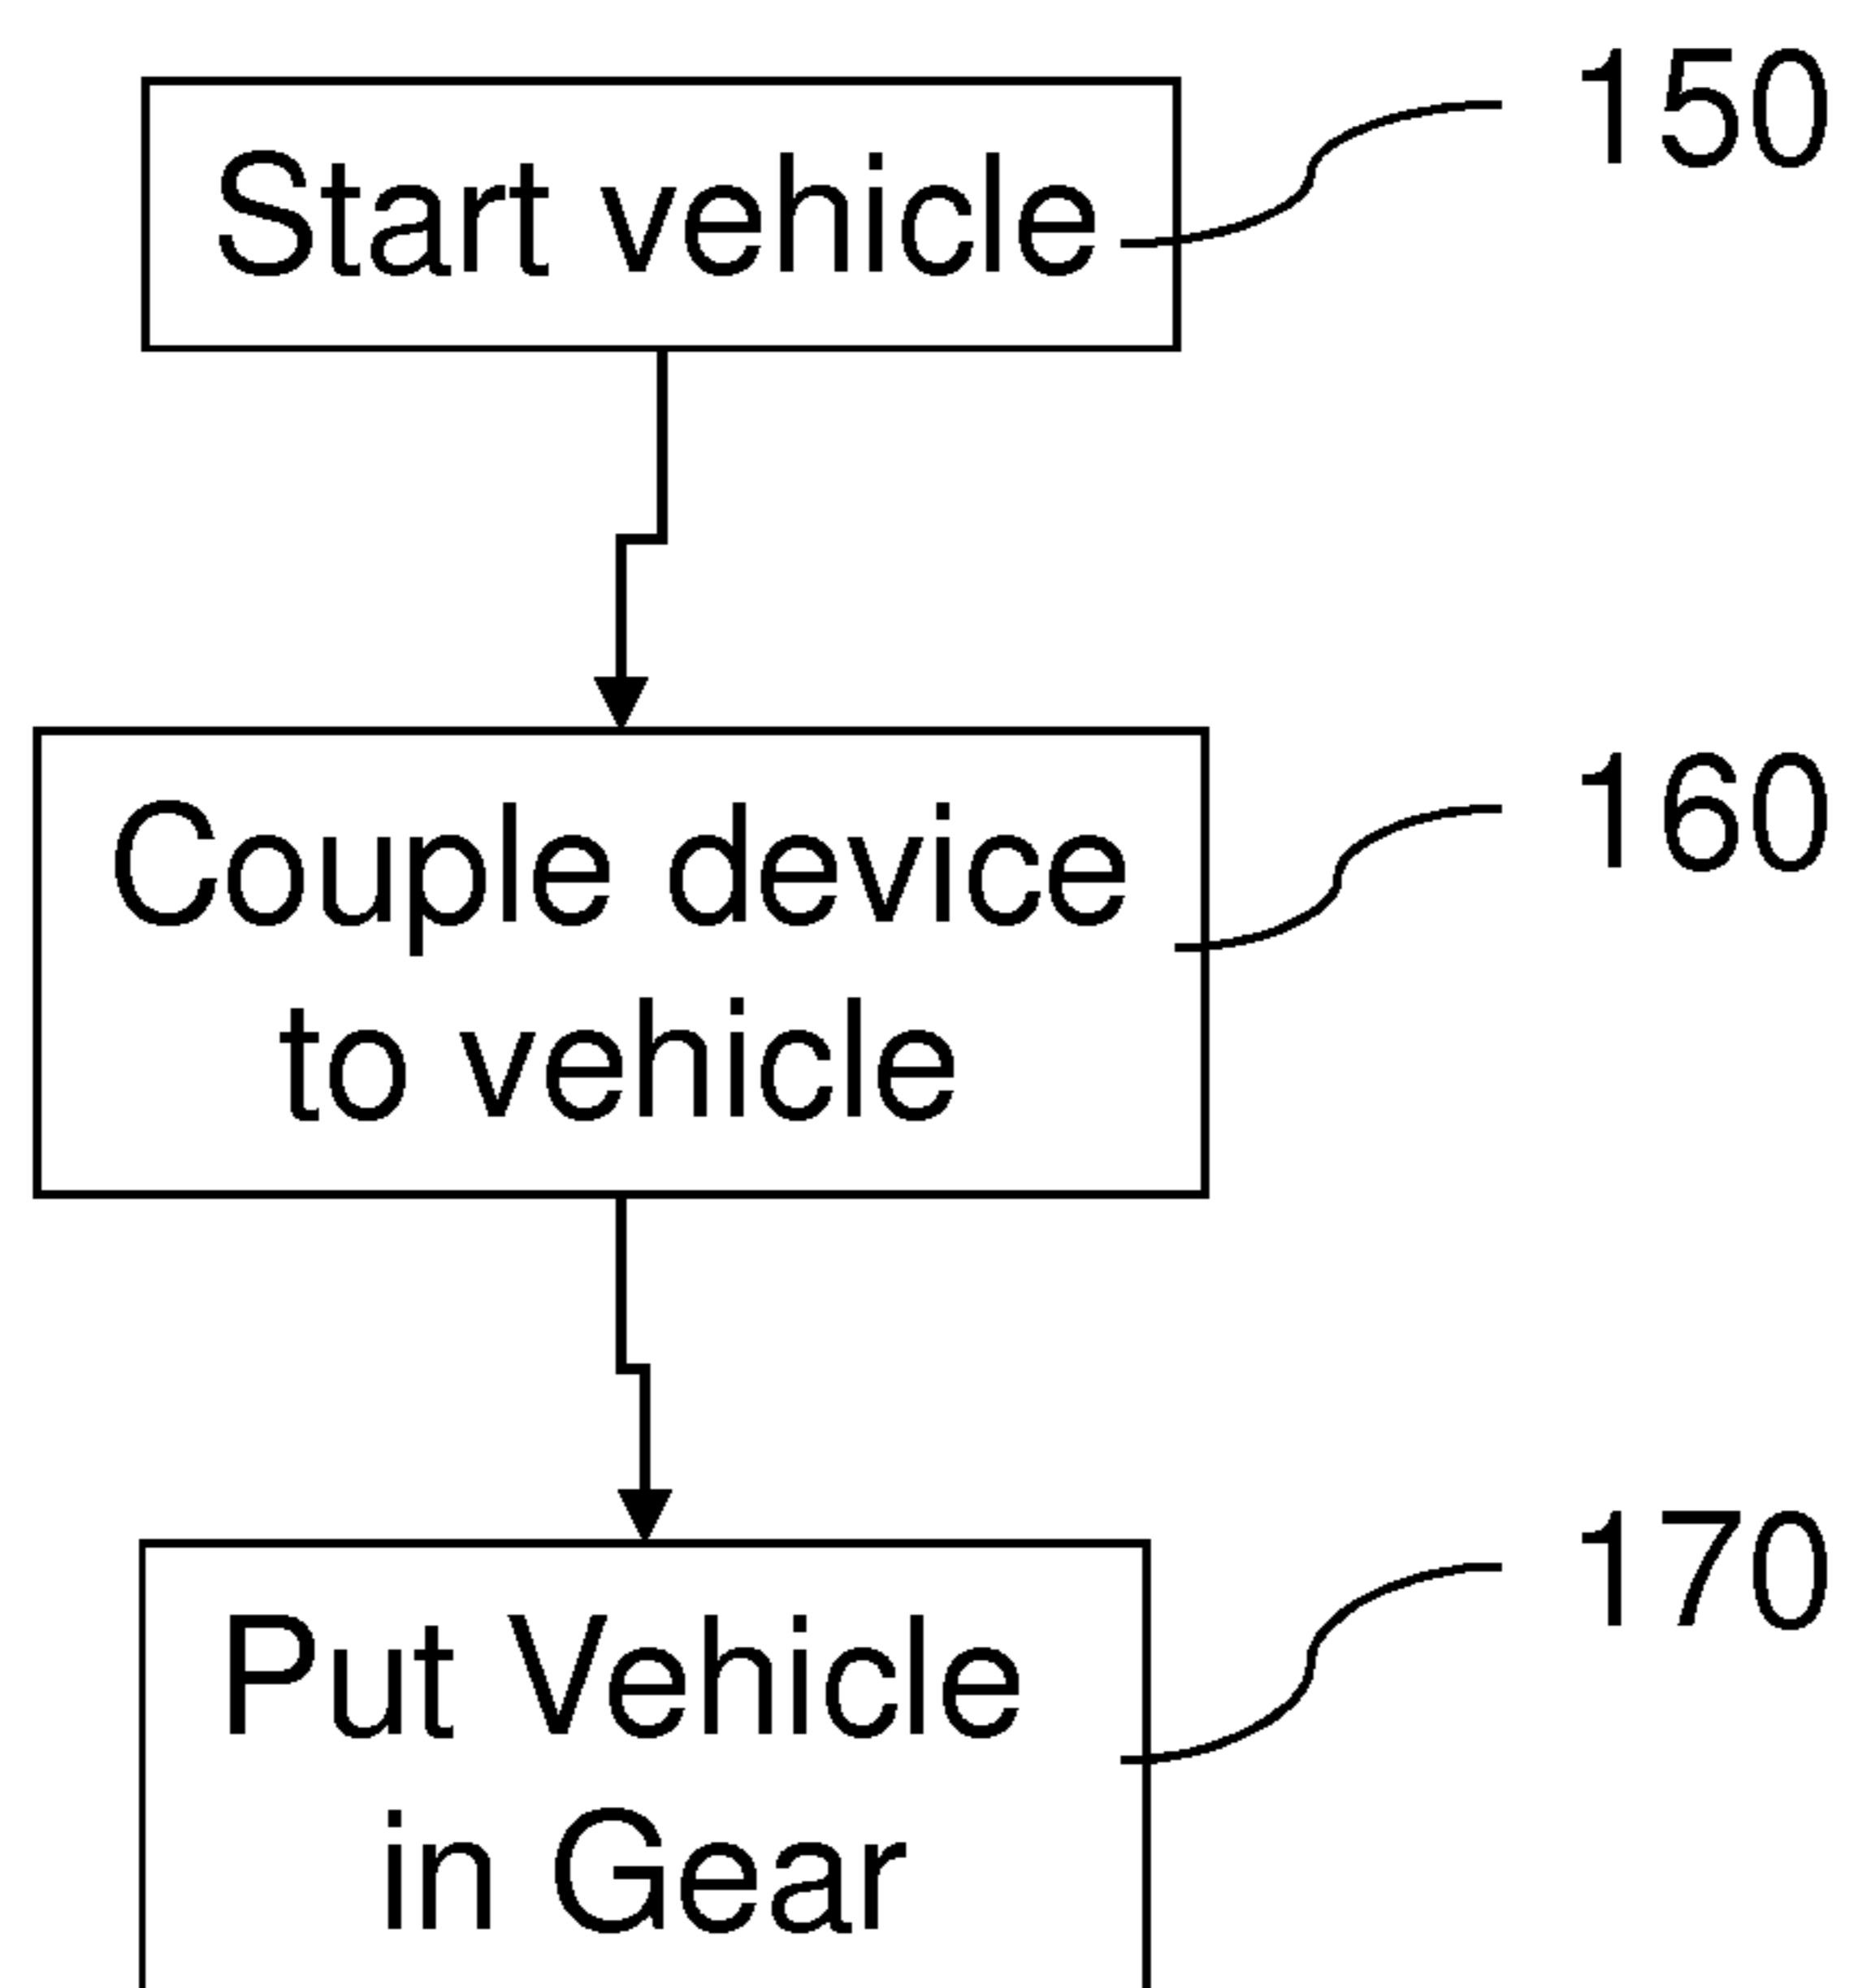 150
Start vehicle
160
Couple device
to vehicle
170
Put Vehicle
in Gear